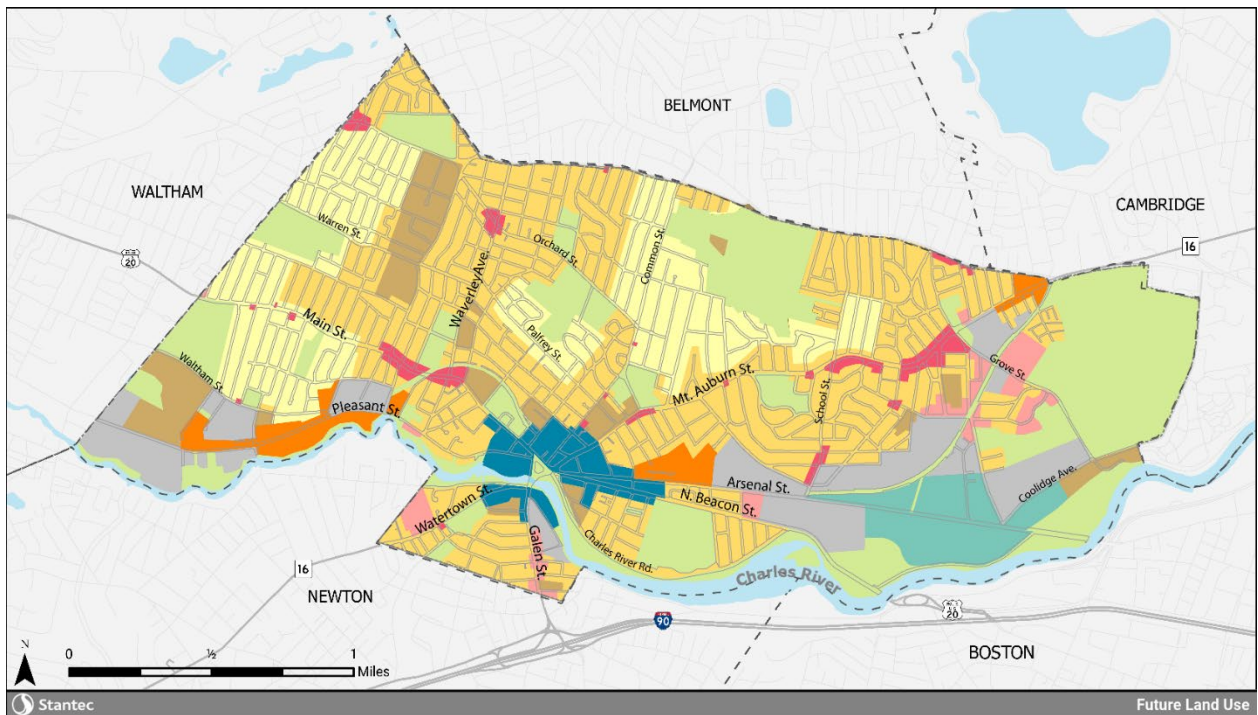 BELMONT
WALTHAM
CAMBRIDGE
16
20
Warren St.
Orchard St.
Common St.
Waverley Ave.
Main St.
Palfrey St.
Waltham St.
Grove St.
Mt. Auburn St.
School St.
Pleasant St.
Coolidge Ave.
Arsenal St.
N. Beacon St.
Watertown St.
Galen St.
Charles River Rd.
Charles River
16
NEWTON
20
90
BOSTON
N
0 ½ 1
Miles
Stantec
Future Land Use